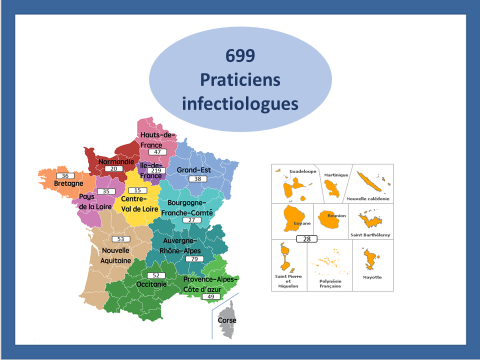 699
Praticiens
infectiologues
Hauts-de-
France
47
Normandie
20
Ile-de-
France
219
Grand-Est
38
Bretagne
Pays
de la Loire
35
15
Centre-
Val de Loire
Bourgogne-
Franche-Comté
27
53
Nouvelle
Aquitaine
Auvergne-
Rhône-Alpes
52
Occitanie
Provence-Alpes-
Côte d'azur
49
Corse
Guadeloupe
Martinique
Nouvelle calédonie
Guyane
Réunion
Saint Barthélemy
28
Saint Pierre
et
Miquelon
Polynésie
française
Mayotte